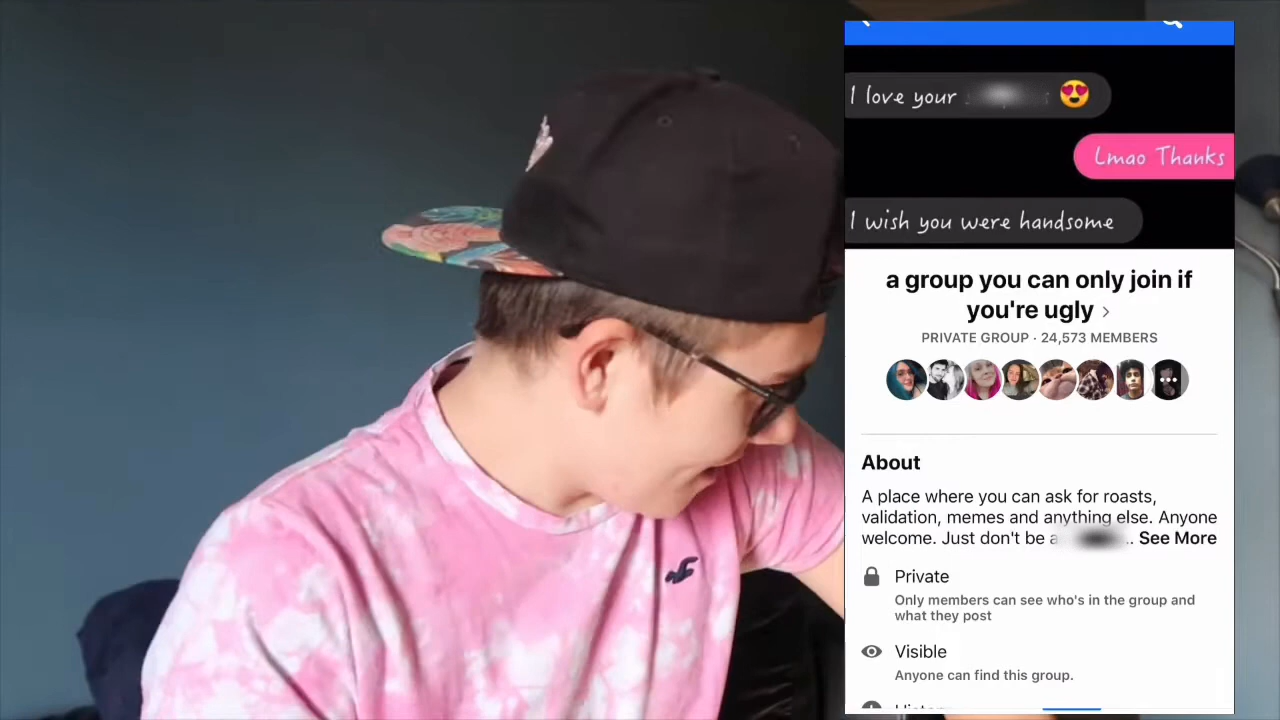 I love your 😍
Lmao Thanks
I wish you were handsome
a group you can only join if
you're ugly ›
PRIVATE GROUP · 24,573 MEMBERS
About
A place where you can ask for roasts,
validation, memes and anything else. Anyone
welcome. Just don't be a .. See More
Private
Only members can see who's in the group and
what they post
Visible
Anyone can find this group.